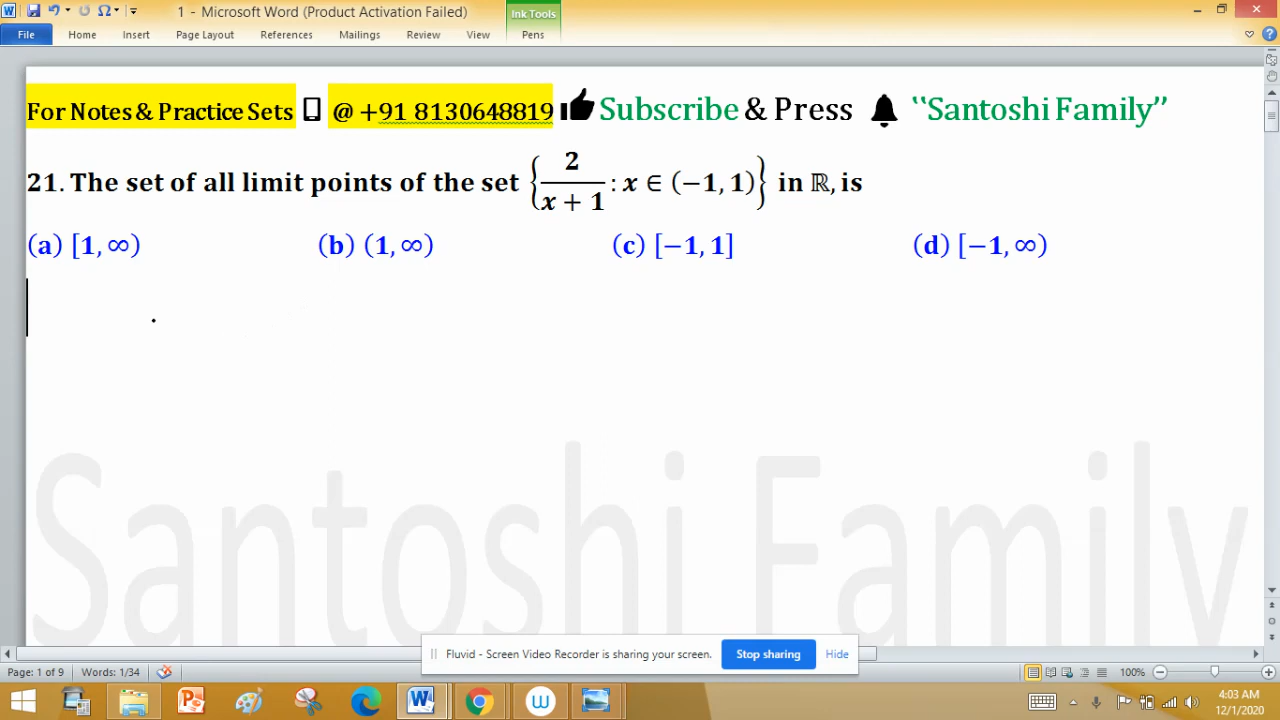 1 - Microsoft Word (Product Activation Failed)
Ink Tools
File Home Insert Page Layout References Mailings Review View Pens
For Notes & Practice Sets @ +91 8130648819 Subscribe & Press "Santoshi Family"
21. The set of all limit points of the set {2/(x + 1) : x ∈ (−1, 1)} in ℝ, is
(a) [1, ∞) (b) (1, ∞) (c) [−1, 1] (d) [−1, ∞)
Santoshi Family
Fluvid - Screen Video Recorder is sharing your screen. Stop sharing Hide
Page: 1 of 9 Words: 1/34 100%
4:03 AM
12/1/2020